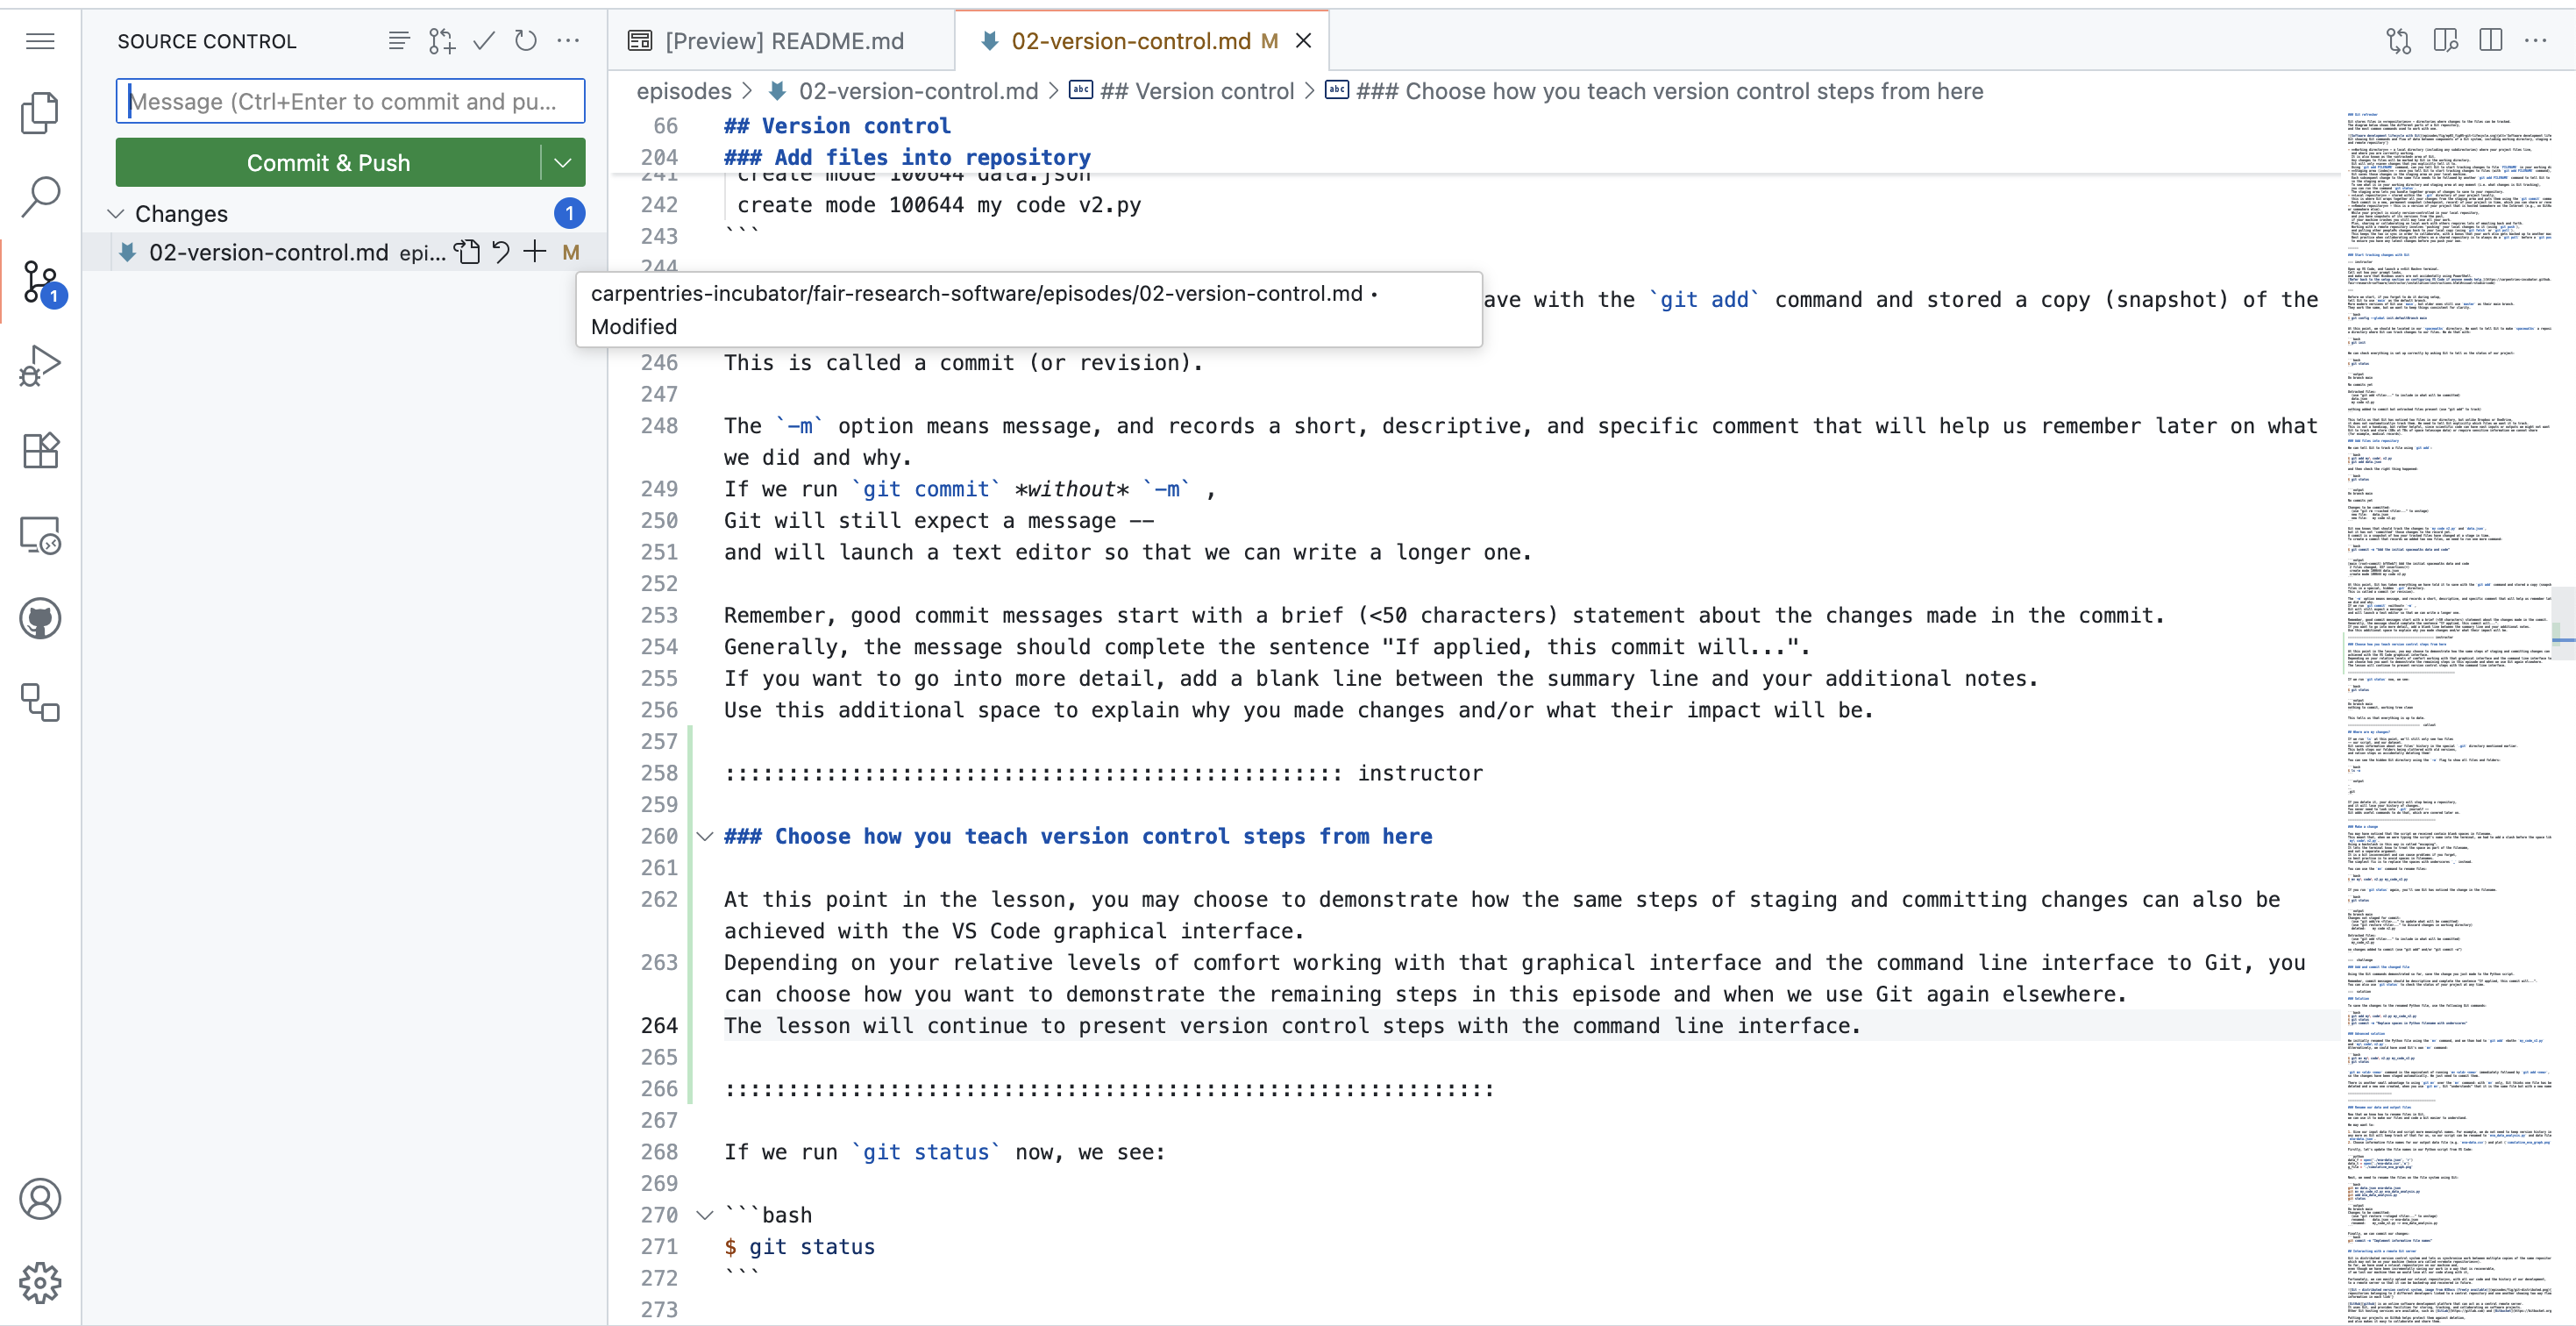 SOURCE CONTROL
[Preview] README.md
02-version-control.md M
Message (Ctrl+Enter to commit and pu...
Commit & Push
Changes
1
02-version-control.md epi... M
1
carpentries-incubator/fair-research-software/episodes/02-version-control.md •
Modified
episodes > 02-version-control.md > ## Version control > ### Choose how you teach version control steps from here
66 ## Version control
204 ### Add files into repository
241 create mode 100644 data.json
242 create mode 100644 my code v2.py
243 ```
244
ave with the `git add` command and stored a copy (snapshot) of the
246 This is called a commit (or revision).
247
248 The `-m` option means message, and records a short, descriptive, and specific comment that will help us remember later on what
we did and why.
249 If we run `git commit` *without* `-m` ,
250 Git will still expect a message --
251 and will launch a text editor so that we can write a longer one.
252
253 Remember, good commit messages start with a brief (<50 characters) statement about the changes made in the commit.
254 Generally, the message should complete the sentence "If applied, this commit will...".
255 If you want to go into more detail, add a blank line between the summary line and your additional notes.
256 Use this additional space to explain why you made changes and/or what their impact will be.
257
258 ::::::::::::::::::::::::::::::::::::::::::::::::: instructor
259
260 ### Choose how you teach version control steps from here
261
262 At this point in the lesson, you may choose to demonstrate how the same steps of staging and committing changes can also be
achieved with the VS Code graphical interface.
263 Depending on your relative levels of comfort working with that graphical interface and the command line interface to Git, you
can choose how you want to demonstrate the remaining steps in this episode and when we use Git again elsewhere.
264 The lesson will continue to present version control steps with the command line interface.
265
266 :::::::::::::::::::::::::::::::::::::::::::::::::::::::::::::
267
268 If we run `git status` now, we see:
269
270 ```bash
271 $ git status
272 ```
273